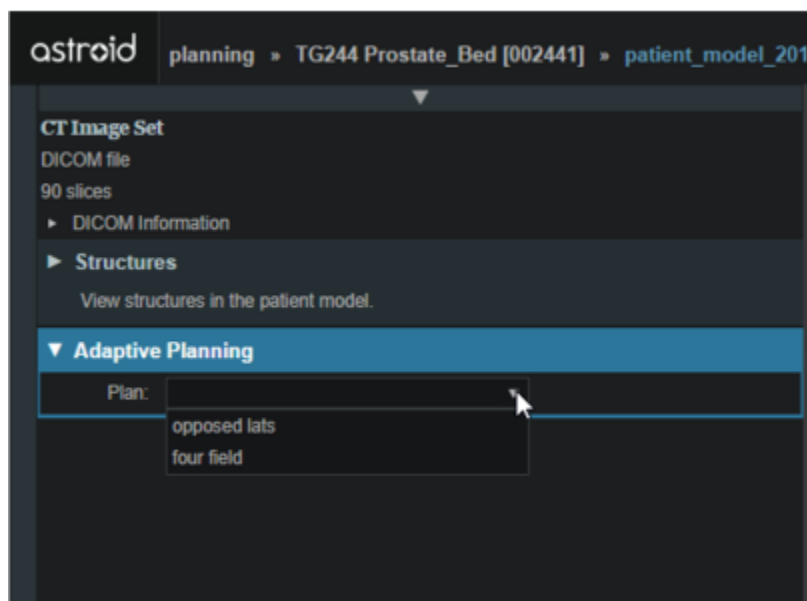 astroid planning » TG244 Prostate_Bed [002441] » patient_model_201
CT Image Set
DICOM file
90 slices
DICOM Information
Structures
View structures in the patient model.
Adaptive Planning
Plan:
opposed lats
four field